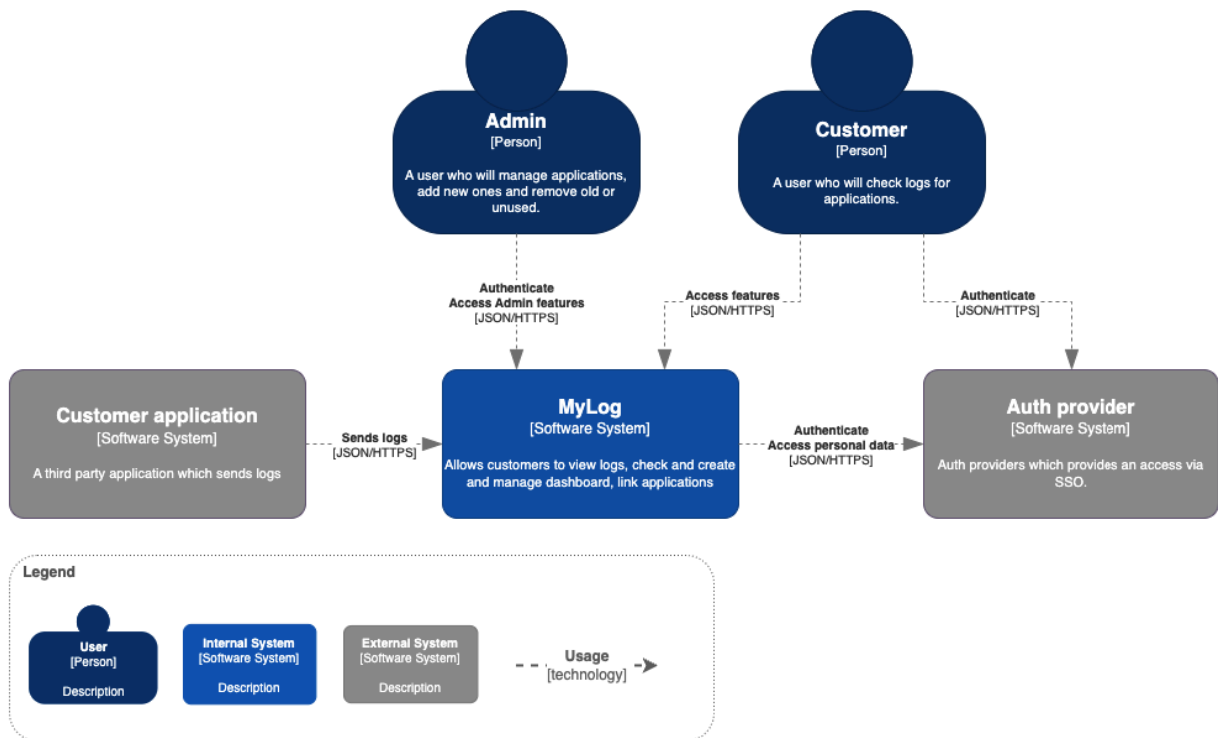 Admin
[Person]
A user who will manage applications,
add new ones and remove old or
unused.
Customer
[Person]
A user who will check logs for
applications.
Authenticate
Access Admin features
[JSON/HTTPS]
Access features
[JSON/HTTPS]
Authenticate
[JSON/HTTPS]
Customer application
[Software System]
A third party application which sends logs
Sends logs
[JSON/HTTPS]
MyLog
[Software System]
Allows customers to view logs, check and create
and manage dashboard, link applications
Authenticate
Access personal data
[JSON/HTTPS]
Auth provider
[Software System]
Auth providers which provides an access via
SSO.
Legend
User
[Person]
Description
Internal System
[Software System]
Description
External System
[Software System]
Description
Usage
[technology]